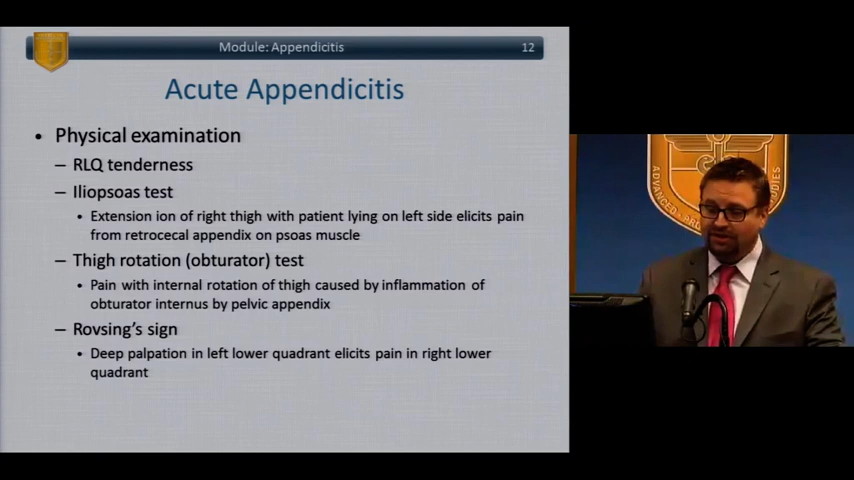 Module: Appendicitis
12
Acute Appendicitis
• Physical examination
– RLQ tenderness
– Iliopsoas test
• Extension ion of right thigh with patient lying on left side elicits pain
from retrocecal appendix on psoas muscle
– Thigh rotation (obturator) test
• Pain with internal rotation of thigh caused by inflammation of
obturator internus by pelvic appendix
– Rovsing's sign
• Deep palpation in left lower quadrant elicits pain in right lower
quadrant
ADVANCED